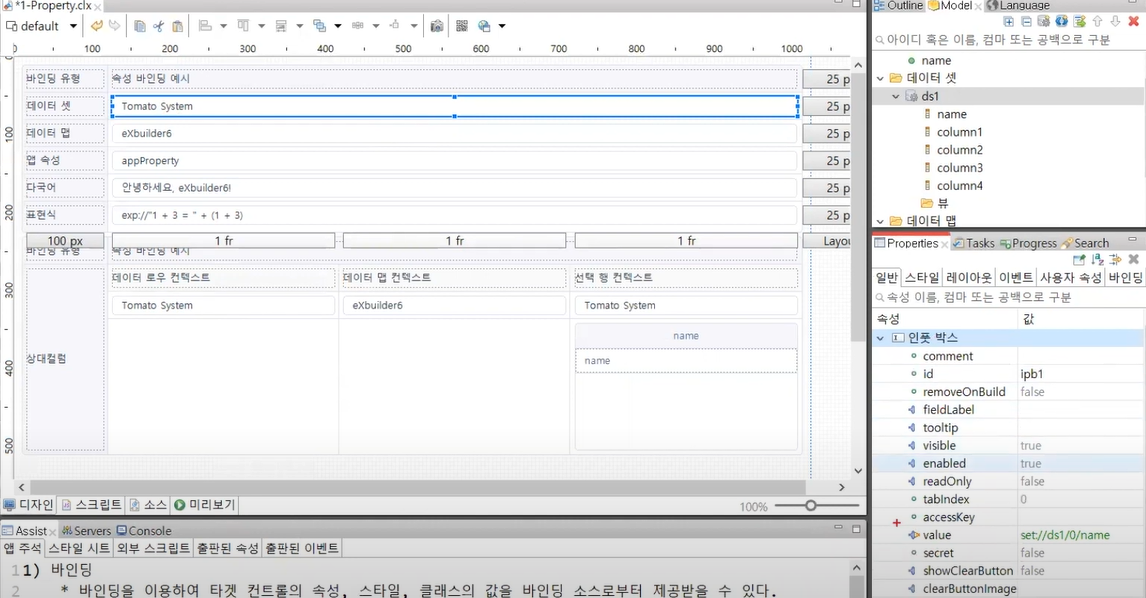 *1-Property.clx
default
0 100 200 300 400 500 600 700 800 900 1000
0
100
200
300
400
500
바인딩 유형 속성 바인딩 예시 25 p
데이터 셋 Tomato System 25 p
데이터 맵 eXbuilder6 25 p
앱 속성 appProperty 25 p
다국어 안녕하세요, eXbuilder6! 25 p
표현식 exp://"1 + 3 = " + (1 + 3) 25 p
100 px 1 fr 1 fr 1 fr Layou
바인딩 유형 속성 바인딩 예시
데이터 로우 컨텍스트 데이터 맵 컨텍스트 선택 행 컨텍스트
Tomato System eXbuilder6 Tomato System
name
상대컬럼 name
디자인 스크립트 소스 미리보기 100%
Assist Servers Console
앱 주석 스타일 시트 외부 스크립트 출판된 속성 출판된 이벤트
1 1) 바인딩
2 * 바인딩을 이용하여 타겟 컨트롤의 속성, 스타일, 클래스의 값을 바인딩 소스로부터 제공받을 수 있다.
Outline Model Language
아이디 혹은 이름, 컴마 또는 공백으로 구분
name
데이터 셋
ds1
name
column1
column2
column3
column4
뷰
데이터 맵
Properties Tasks Progress Search
일반 스타일 레이아웃 이벤트 사용자 속성 바인딩
속성 이름, 컴마 또는 공백으로 구분
속성 값
인풋 박스
comment
id ipb1
removeOnBuild false
fieldLabel
tooltip
visible true
enabled true
readOnly false
tabIndex 0
accessKey
value set://ds1/0/name
secret false
showClearButton false
clearButtonImage